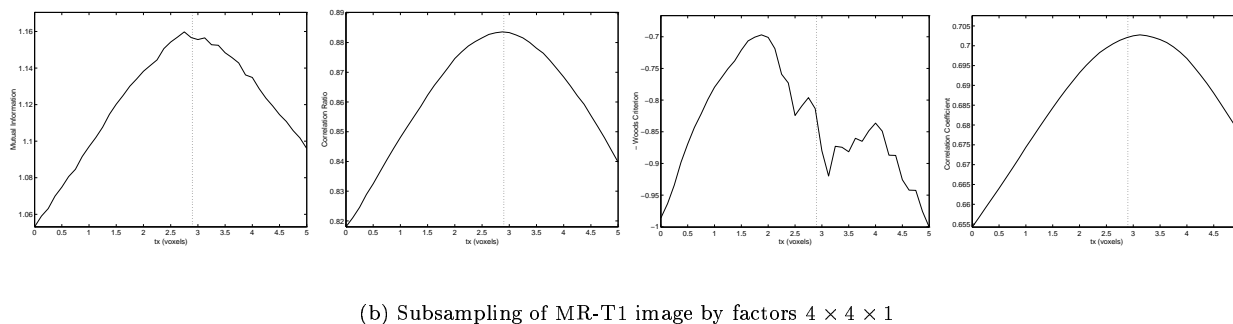 1.16
1.14
1.12
1.1
1.08
1.06
Mutual Information
0 0.5 1 1.5 2 2.5 3 3.5 4 4.5 5
tx (voxels)
0.89
0.88
0.87
0.86
0.85
0.84
0.83
0.82
Correlation Ratio
0 0.5 1 1.5 2 2.5 3 3.5 4 4.5 5
tx (voxels)
−0.7
−0.75
−0.8
−0.85
−0.9
−0.95
−1
− Woods Criterion
0 0.5 1 1.5 2 2.5 3 3.5 4 4.5 5
tx (voxels)
0.705
0.7
0.695
0.69
0.685
0.68
0.675
0.67
0.665
0.66
0.655
Correlation Coefficient
0 0.5 1 1.5 2 2.5 3 3.5 4 4.5
tx (voxels)
(b) Subsampling of MR-T1 image by factors 4 × 4 × 1